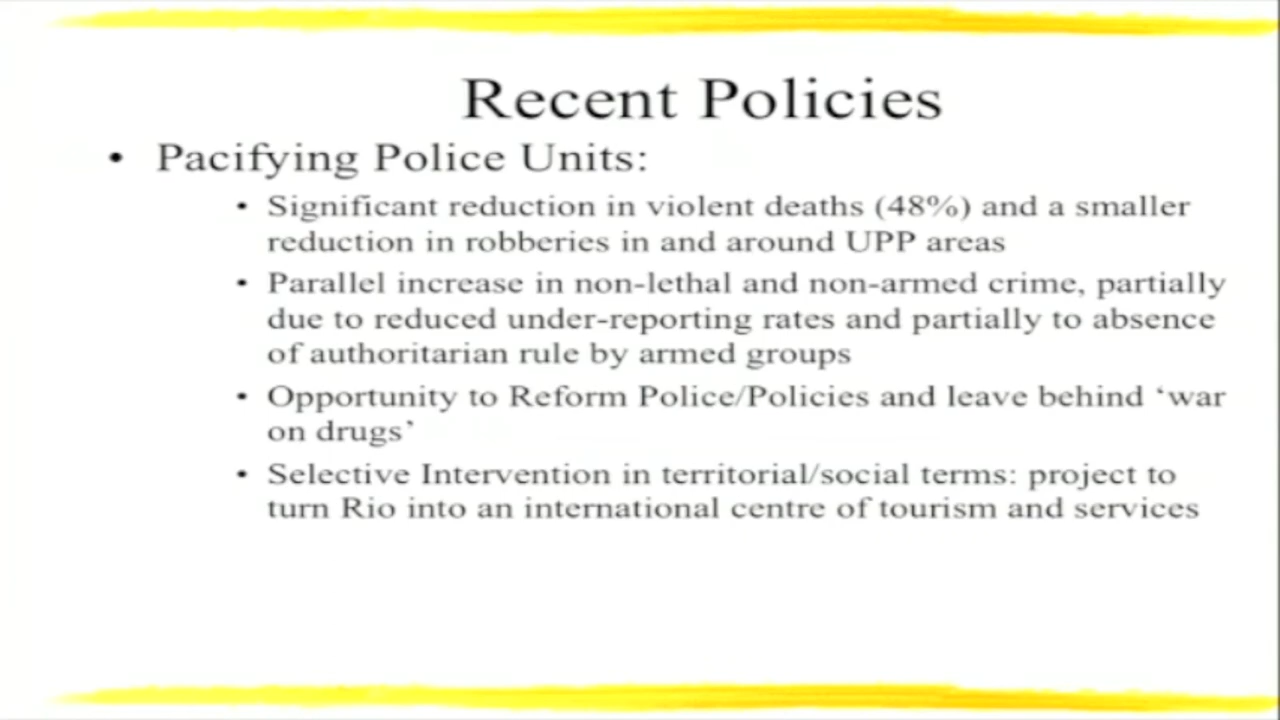 Recent Policies
• Pacifying Police Units:
• Significant reduction in violent deaths (48%) and a smaller
reduction in robberies in and around UPP areas
• Parallel increase in non-lethal and non-armed crime, partially
due to reduced under-reporting rates and partially to absence
of authoritarian rule by armed groups
• Opportunity to Reform Police/Policies and leave behind ‘war
on drugs’
• Selective Intervention in territorial/social terms: project to
turn Rio into an international centre of tourism and services